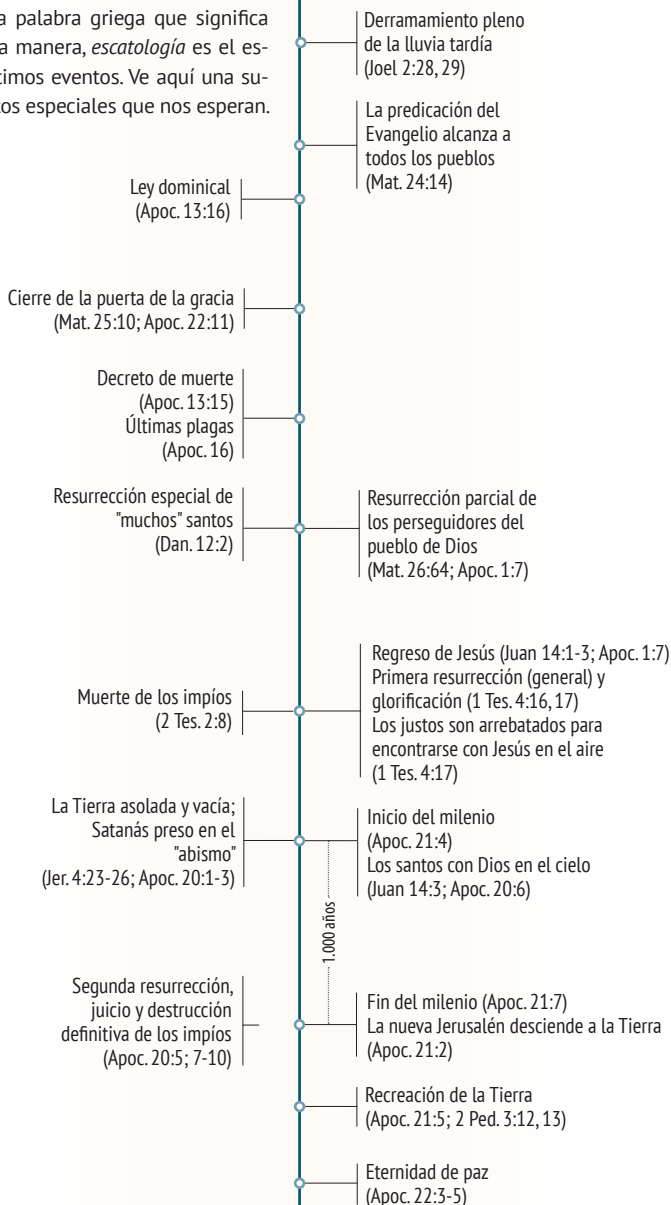 a palabra griega que significa
a manera, escatología es el es-
timos eventos. Ve aquí una su-
tos especiales que nos esperan.
Derramamiento pleno
de la lluvia tardía
(Joel 2:28, 29)
La predicación del
Evangelio alcanza a
todos los pueblos
(Mat. 24:14)
Ley dominical
(Apoc. 13:16)
Cierre de la puerta de la gracia
(Mat. 25:10; Apoc. 22:11)
Decreto de muerte
(Apoc. 13:15)
Últimas plagas
(Apoc. 16)
Resurrección especial de
"muchos" santos
(Dan. 12:2)
Resurrección parcial de
los perseguidores del
pueblo de Dios
(Mat. 26:64; Apoc. 1:7)
Muerte de los impíos
(2 Tes. 2:8)
Regreso de Jesús (Juan 14:1-3; Apoc. 1:7)
Primera resurrección (general) y
glorificación (1 Tes. 4:16, 17)
Los justos son arrebatados para
encontrarse con Jesús en el aire
(1 Tes. 4:17)
La Tierra asolada y vacía;
Satanás preso en el
"abismo"
(Jer. 4:23-26; Apoc. 20:1-3)
Inicio del milenio
(Apoc. 21:4)
Los santos con Dios en el cielo
(Juan 14:3; Apoc. 20:6)
1.000 años
Segunda resurrección,
juicio y destrucción
definitiva de los impíos
(Apoc. 20:5; 7-10)
Fin del milenio (Apoc. 21:7)
La nueva Jerusalén desciende a la Tierra
(Apoc. 21:2)
Recreación de la Tierra
(Apoc. 21:5; 2 Ped. 3:12, 13)
Eternidad de paz
(Apoc. 22:3-5)